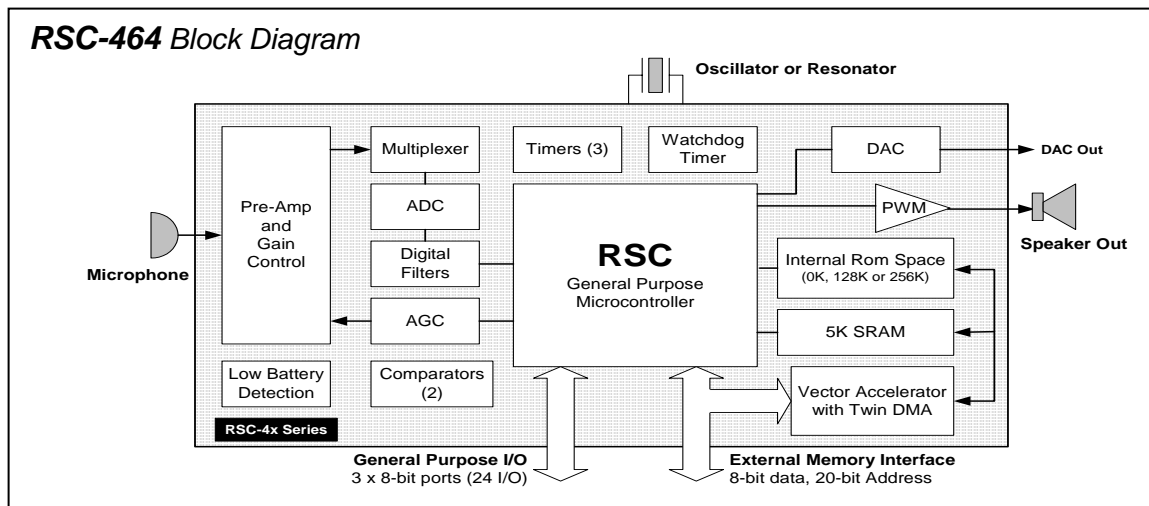 RSC-464 Block Diagram
Oscillator or Resonator
Pre-Amp
and
Gain
Control
Multiplexer
Timers (3)
Watchdog
Timer
DAC
DAC Out
ADC
PWM
Speaker Out
Microphone
Digital
Filters
RSC
General Purpose
Microcontroller
Internal Rom Space
(0K, 128K or 256K)
AGC
5K SRAM
Low Battery
Detection
Comparators
(2)
Vector Accelerator
with Twin DMA
RSC-4x Series
General Purpose I/O
3 x 8-bit ports (24 I/O)
External Memory Interface
8-bit data, 20-bit Address